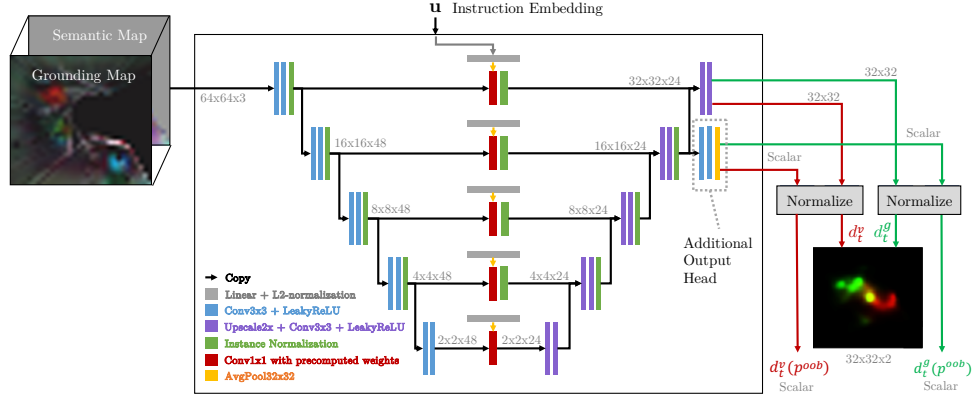 u Instruction Embedding
Semantic Map
Grounding Map
64x64x3
32x32x24
32x32
32x32
16x16x48
16x16x24
Scalar
Scalar
8x8x48
8x8x24
Normalize
Normalize
Additional
Output
Head
d_t^v
d_t^g
4x4x48
4x4x24
2x2x48
2x2x24
Copy
Linear + L2-normalization
Conv3x3 + LeakyReLU
Upscale2x + Conv3x3 + LeakyReLU
Instance Normalization
Conv1x1 with precomputed weights
AvgPool32x32
32x32x2
d_t^v(p^oob)
d_t^g(p^oob)
Scalar
Scalar